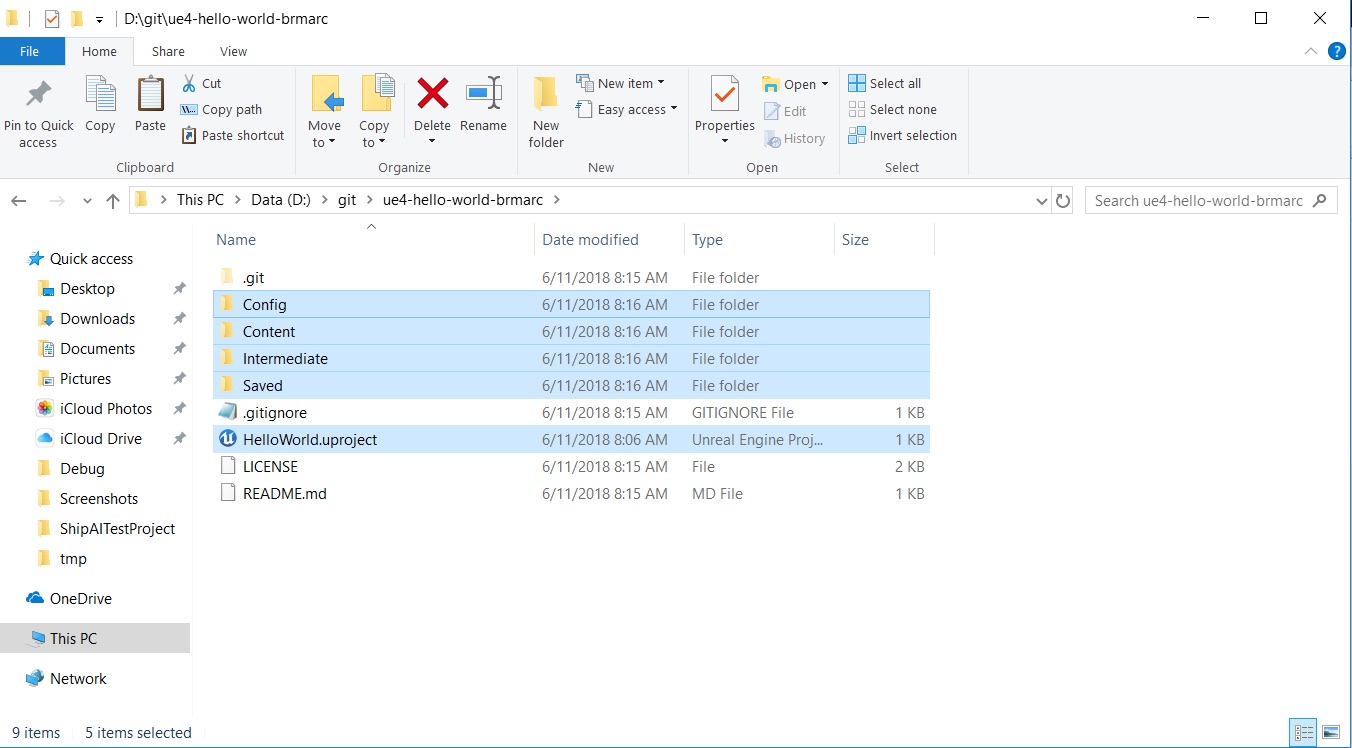 D:\git\ue4-hello-world-brmarc
File Home Share View
Pin to Quick access
Copy
Paste
Cut
Copy path
Paste shortcut
Clipboard
Move to
Copy to
Delete
Rename
Organize
New folder
New item
Easy access
New
Properties
Open
Edit
History
Open
Select all
Select none
Invert selection
Select
This PC > Data (D:) > git > ue4-hello-world-brmarc >
Search ue4-hello-world-brmarc
Quick access
Desktop
Downloads
Documents
Pictures
iCloud Photos
iCloud Drive
Debug
Screenshots
ShipAITestProject
tmp
OneDrive
This PC
Network
Name Date modified Type Size
.git 6/11/2018 8:15 AM File folder
Config 6/11/2018 8:16 AM File folder
Content 6/11/2018 8:16 AM File folder
Intermediate 6/11/2018 8:16 AM File folder
Saved 6/11/2018 8:16 AM File folder
.gitignore 6/11/2018 8:15 AM GITIGNORE File 1 KB
HelloWorld.uproject 6/11/2018 8:06 AM Unreal Engine Proj... 1 KB
LICENSE 6/11/2018 8:15 AM File 2 KB
README.md 6/11/2018 8:15 AM MD File 1 KB
9 items 5 items selected